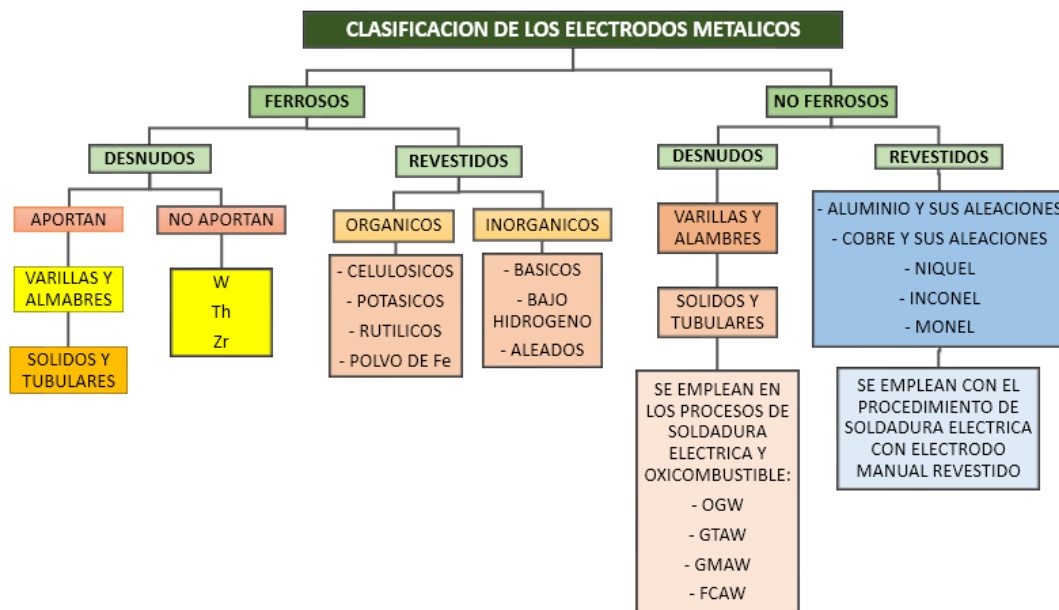 CLASIFICACION DE LOS ELECTRODOS METALICOS
FERROSOS
NO FERROSOS
DESNUDOS
REVESTIDOS
DESNUDOS
REVESTIDOS
APORTAN
NO APORTAN
ORGANICOS
INORGANICOS
VARILLAS Y
ALMABRES
SOLIDOS Y
TUBULARES
W
Th
Zr
- CELULOSICOS
- POTASICOS
- RUTILICOS
- POLVO DE Fe
- BASICOS
- BAJO
HIDROGENO
- ALEADOS
VARILLAS Y
ALAMBRES
SOLIDOS Y
TUBULARES
SE EMPLEAN EN
LOS PROCESOS DE
SOLDADURA
ELECTRICA Y
OXICOMBUSTIBLE:
- OGW
- GTAW
- GMAW
- FCAW
- ALUMINIO Y SUS ALEACIONES
- COBRE Y SUS ALEACIONES
- NIQUEL
- INCONEL
- MONEL
SE EMPLEAN CON EL
PROCEDIMIENTO DE
SOLDADURA ELECTRICA
CON ELECTRODO
MANUAL REVESTIDO